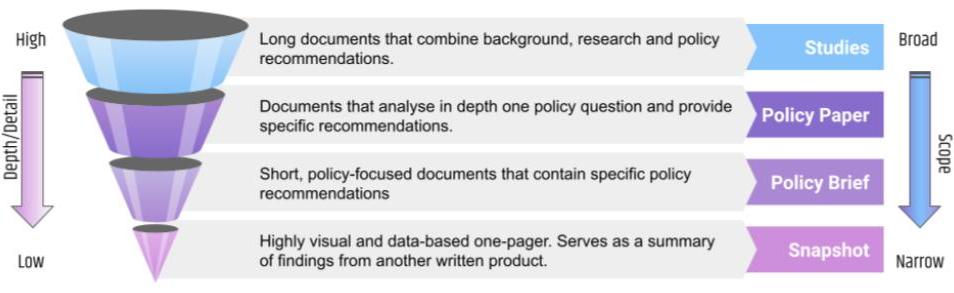 High
Depth/Detail
Low
Long documents that combine background, research and policy
recommendations.
Studies
Documents that analyse in depth one policy question and provide
specific recommendations.
Policy Paper
Short, policy-focused documents that contain specific policy
recommendations
Policy Brief
Highly visual and data-based one-pager. Serves as a summary
of findings from another written product.
Snapshot
Broad
Scope
Narrow